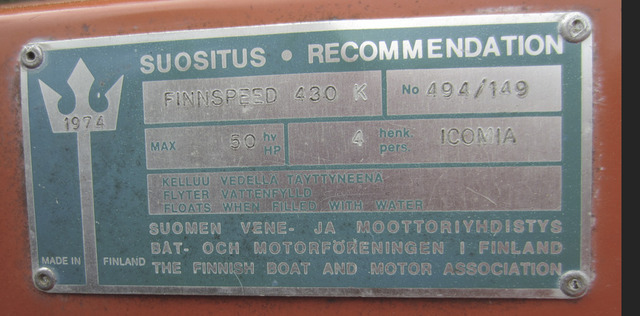 SUOSITUS • RECOMMENDATION
FINNSPEED 430 K No 494/149
1974
MAX 50 hv HP 4 henk. pers. ICOMIA
KELLUU VEDELLÄ TÄYTTYNEENÄ
FLYTER VATTENFYLLD
FLOATS WHEN FILLED WITH WATER
SUOMEN VENE- JA MOOTTORIYHDISTYS
BÅT- OCH MOTORFÖRENINGEN I FINLAND
MADE IN FINLAND THE FINNISH BOAT AND MOTOR ASSOCIATION